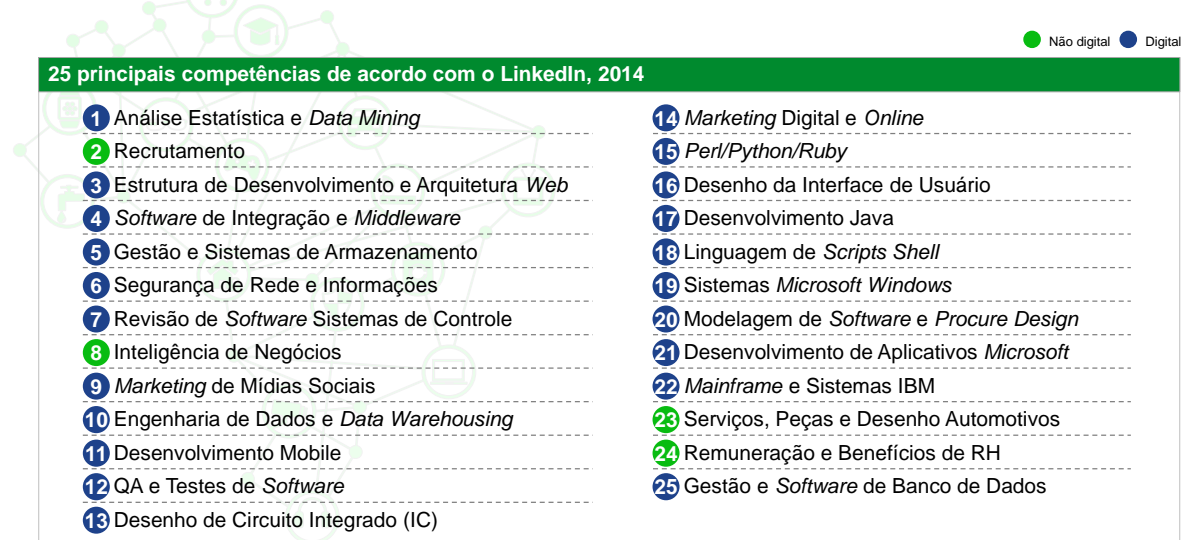 Não digital Digital
25 principais competências de acordo com o LinkedIn, 2014
1 Análise Estatística e Data Mining
2 Recrutamento
3 Estrutura de Desenvolvimento e Arquitetura Web
4 Software de Integração e Middleware
5 Gestão e Sistemas de Armazenamento
6 Segurança de Rede e Informações
7 Revisão de Software Sistemas de Controle
8 Inteligência de Negócios
9 Marketing de Mídias Sociais
10 Engenharia de Dados e Data Warehousing
11 Desenvolvimento Mobile
12 QA e Testes de Software
13 Desenho de Circuito Integrado (IC)
14 Marketing Digital e Online
15 Perl/Python/Ruby
16 Desenho da Interface de Usuário
17 Desenvolvimento Java
18 Linguagem de Scripts Shell
19 Sistemas Microsoft Windows
20 Modelagem de Software e Procure Design
21 Desenvolvimento de Aplicativos Microsoft
22 Mainframe e Sistemas IBM
23 Serviços, Peças e Desenho Automotivos
24 Remuneração e Benefícios de RH
25 Gestão e Software de Banco de Dados